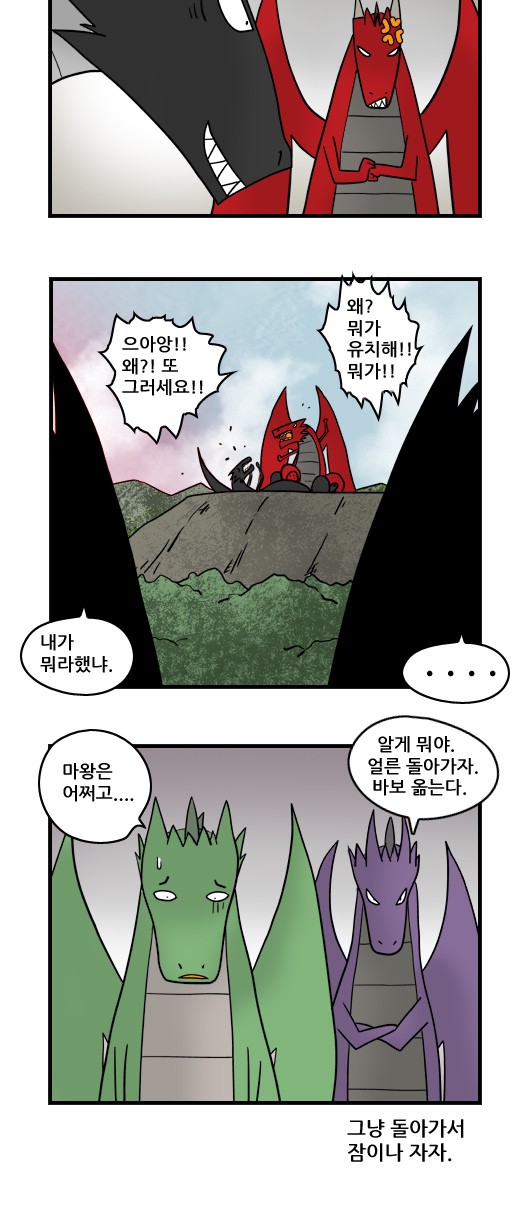 으아앙!!
왜?! 또
그러세요!!
왜?
뭐가
유치해!!
뭐가!!
내가
뭐라했냐.
....
마왕은
어쩌고....
알게 뭐야.
얼른 돌아가자.
바보 옮는다.
그냥 돌아가서
잠이나 자자.